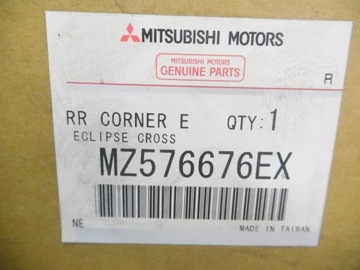 MITSUBISHI MOTORS
MITSUBISHI MOTORS
GENUINE PARTS
R
RR CORNER E QTY:1
ECLIPSE CROSS
MZ576676EX
NE
MADE IN TAIWAN